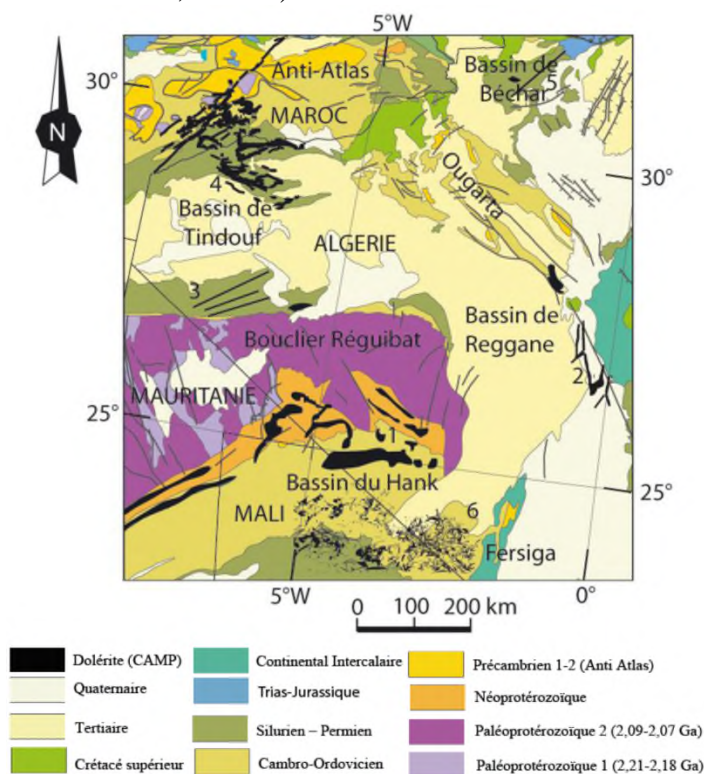 5°W
30°
Anti-Atlas
Bassin de
Béchar
5
MAROC
N
Ougarta
30°
4
Bassin de
Tindouf
ALGERIE
3
Bassin de
Reggane
Bouclier Réguibat
2
MAURITANIE
25°
1
Bassin du Hank
25°
MALI
6
Fersiga
5°W
0°
0 100 200 km
Dolérite (CAMP)
Continental Intercalaire
Précambrien 1-2 (Anti Atlas)
Quaternaire
Trias-Jurassique
Néoprotérozoïque
Tertiaire
Silurien – Permien
Paléoprotérozoïque 2 (2,09-2,07 Ga)
Crétacé supérieur
Cambro-Ordovicien
Paléoprotérozoïque 1 (2,21-2,18 Ga)